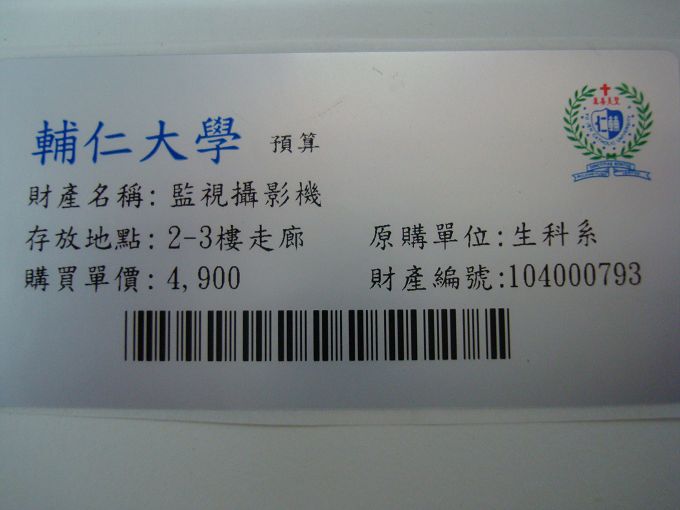 輔仁大學 預算
財產名稱: 監視攝影機
存放地點: 2-3樓走廊 原購單位:生科系
購買單價: 4,900 財產編號:104000793